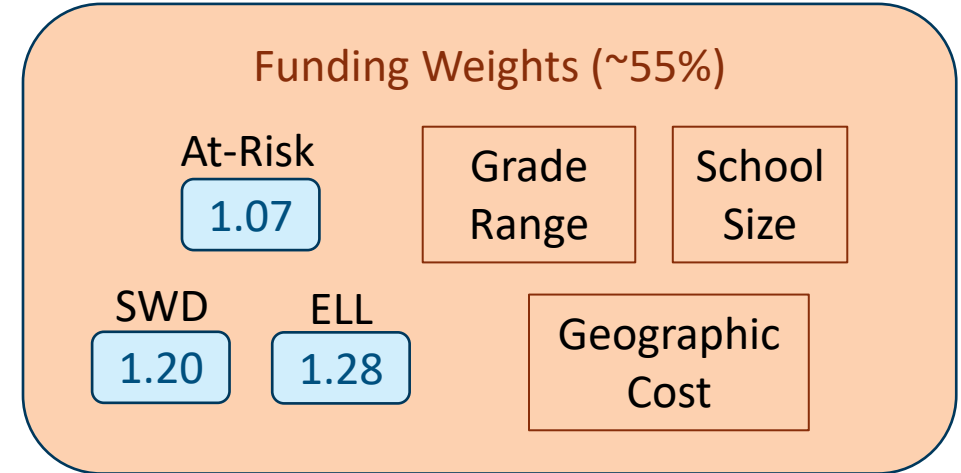 Funding Weights (~55%)
At-Risk
1.07
Grade
Range
School
Size
SWD
1.20
ELL
1.28
Geographic
Cost